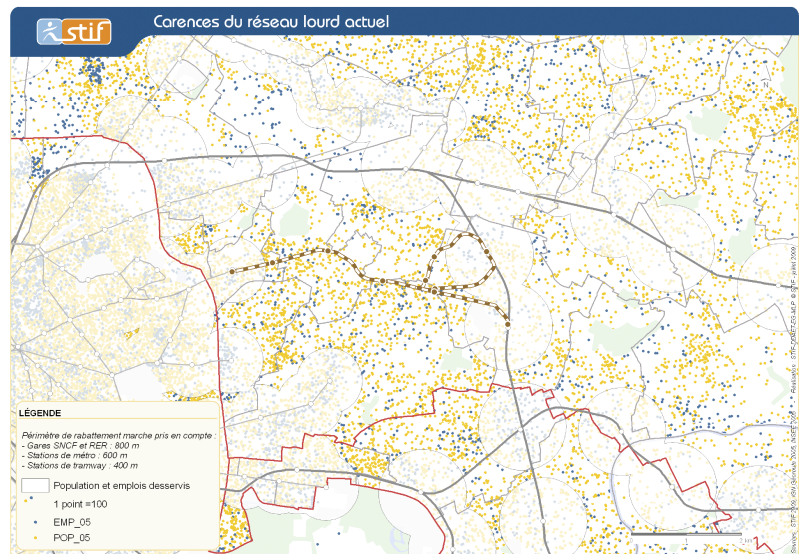 stif
Carences du réseau lourd actuel
N
LÉGENDE
Périmètre de rabattement marche pris en compte :
- Gares SNCF et RER : 800 m
- Stations de métro : 600 m
- Stations de tramway : 400 m
Population et emplois desservis
1 point =100
EMP_05
POP_05